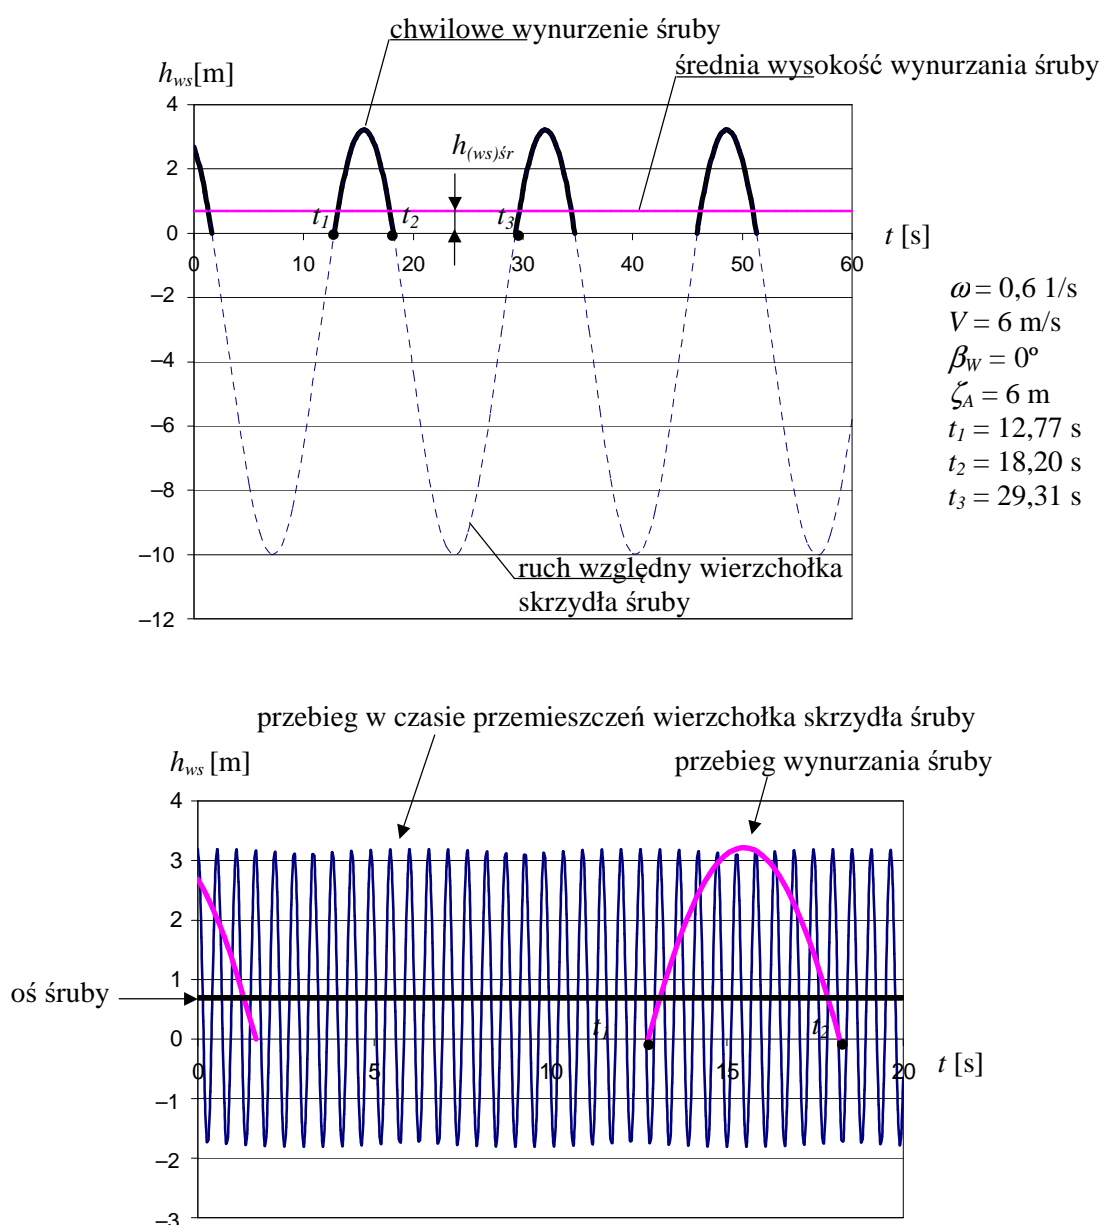 chwilowe wynurzenie śruby
średnia wysokość wynurzania śruby
h_ws [m]
4
2
0
–2
–4
–6
–8
–10
–12
h_(ws)śr
t_1
t_2
t_3
t [s]
0
10
20
30
40
50
60
ω = 0,6 1/s
V = 6 m/s
β_W = 0º
ζ_A = 6 m
t_1 = 12,77 s
t_2 = 18,20 s
t_3 = 29,31 s
ruch względny wierzchołka
skrzydła śruby
przebieg w czasie przemieszczeń wierzchołka skrzydła śruby
przebieg wynurzania śruby
h_ws [m]
4
3
2
1
0
–1
–2
–3
oś śruby
t_1
t_2
t [s]
0
5
10
15
20